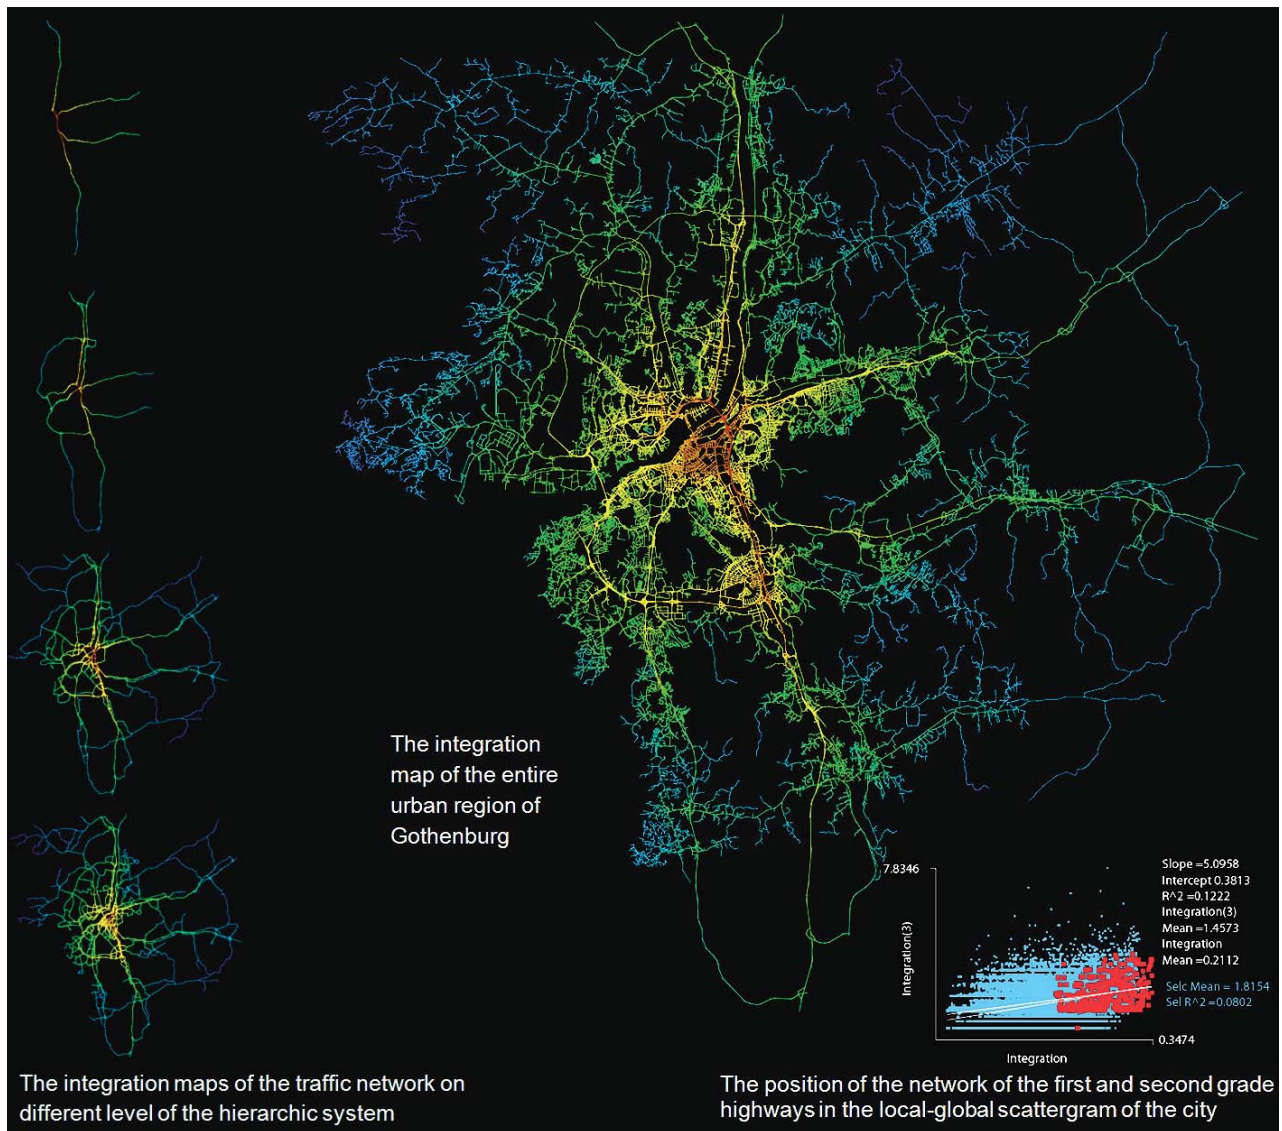 The integration
map of the entire
urban region of
Gothenburg
7.8346
Integration(3)
Integration
0.3474
Slope =5.0958
Intercept 0.3813
R^2 =0.1222
Integration(3)
Mean =1.4573
Integration
Mean =0.2112
Selc Mean = 1.8154
Sel R^2 =0.0802
The integration maps of the traffic network on
different level of the hierarchic system
The position of the network of the first and second grade
highways in the local-global scattergram of the city